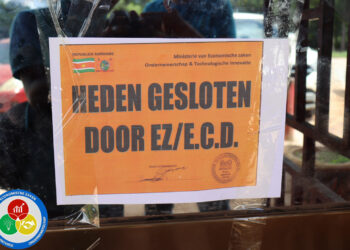 REPUBLIEK SURINAME
Ministerie van Economische zaken
Ondernemerschap & Technologische Innovatie
HEDEN GESLOTEN
DOOR EZ/E.C.D.